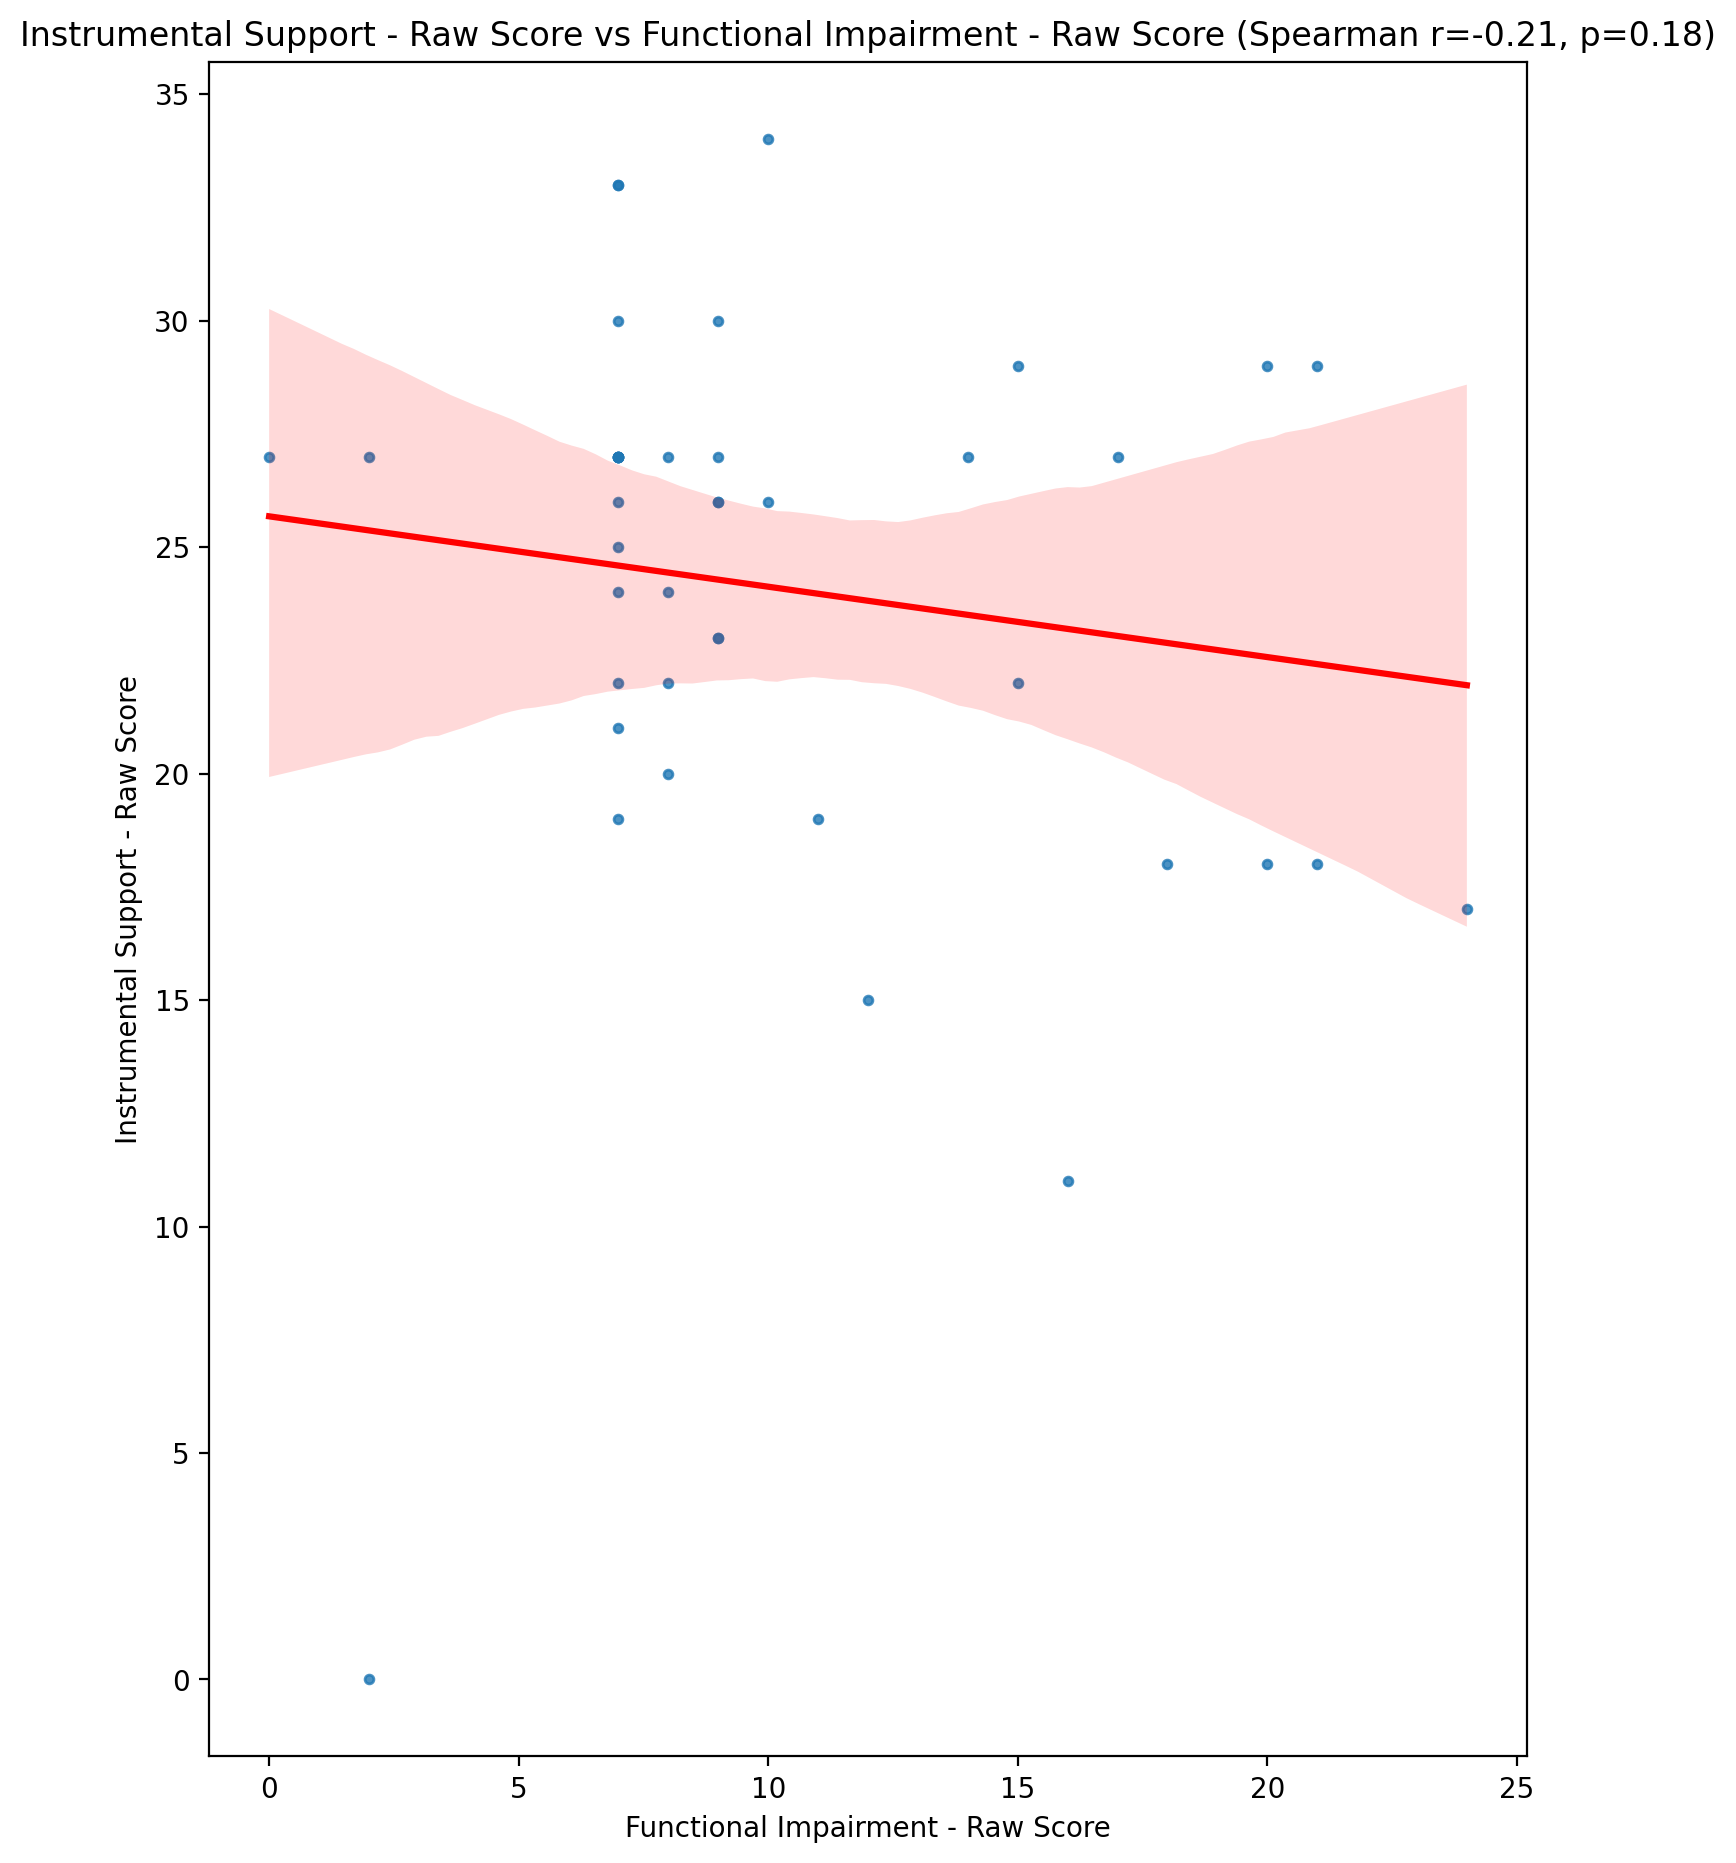 Instrumental Support - Raw Score vs Functional Impairment - Raw Score (Spearman r=-0.21, p=0.18)
35
30
25
20
15
10
5
0
Instrumental Support - Raw Score
0 5 10 15 20 25
Functional Impairment - Raw Score